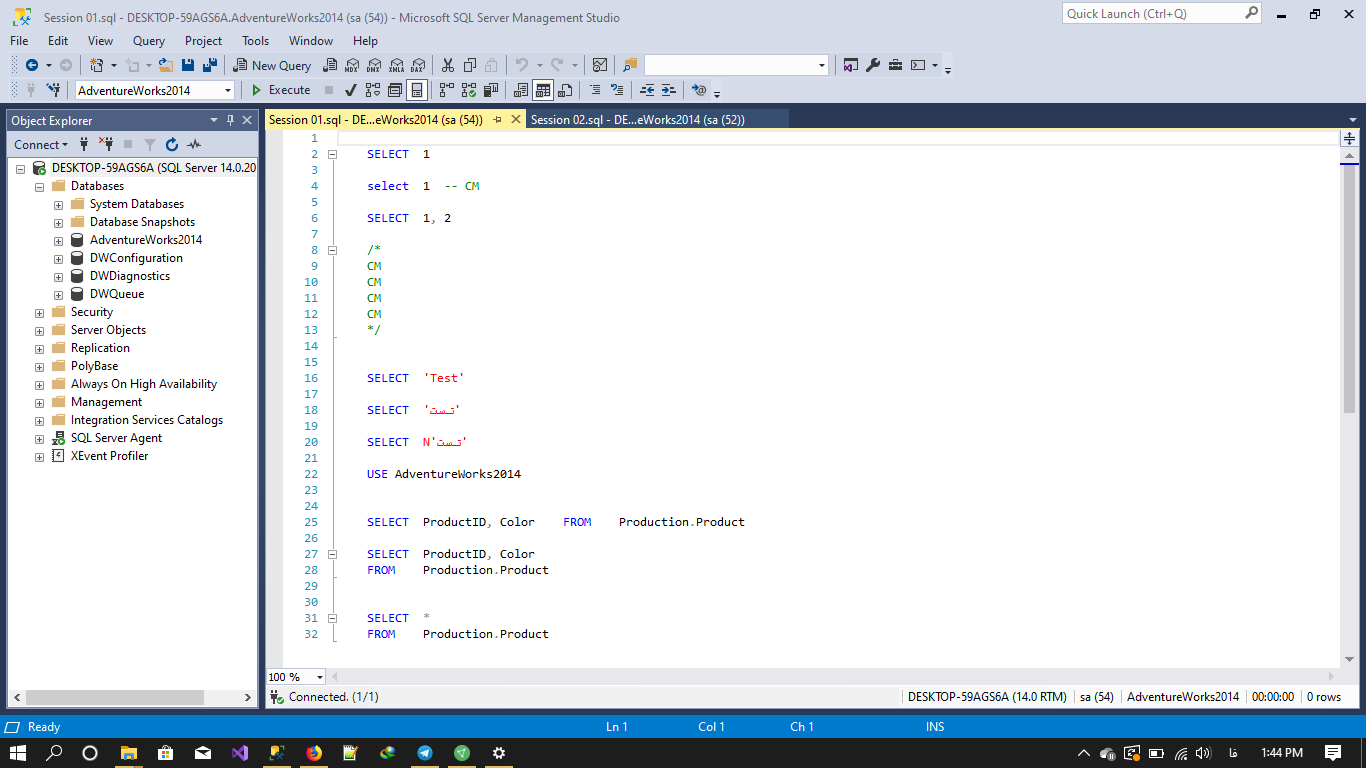 Session 01.sql - DESKTOP-59AGS6A.AdventureWorks2014 (sa (54)) - Microsoft SQL Server Management Studio
Quick Launch (Ctrl+Q)
File Edit View Query Project Tools Window Help
New Query
MDX DMX XMLA DAX
AdventureWorks2014
Execute
Object Explorer
Session 01.sql - DE...eWorks2014 (sa (54))
Session 02.sql - DE...eWorks2014 (sa (52))
Connect
DESKTOP-59AGS6A (SQL Server 14.0.20
Databases
System Databases
Database Snapshots
AdventureWorks2014
DWConfiguration
DWDiagnostics
DWQueue
Security
Server Objects
Replication
PolyBase
Always On High Availability
Management
Integration Services Catalogs
SQL Server Agent
XEvent Profiler
1
2 SELECT 1
3
4 select 1 -- CM
5
6 SELECT 1, 2
7
8 /*
9 CM
10 CM
11 CM
12 CM
13 */
14
15
16 SELECT 'Test'
17
18 SELECT 'تست'
19
20 SELECT N'تست'
21
22 USE AdventureWorks2014
23
24
25 SELECT ProductID, Color FROM Production.Product
26
27 SELECT ProductID, Color
28 FROM Production.Product
29
30
31 SELECT *
32 FROM Production.Product
100 %
Connected. (1/1)
DESKTOP-59AGS6A (14.0 RTM) sa (54) AdventureWorks2014 00:00:00 0 rows
Ready Ln 1 Col 1 Ch 1 INS
فا 1:44 PM